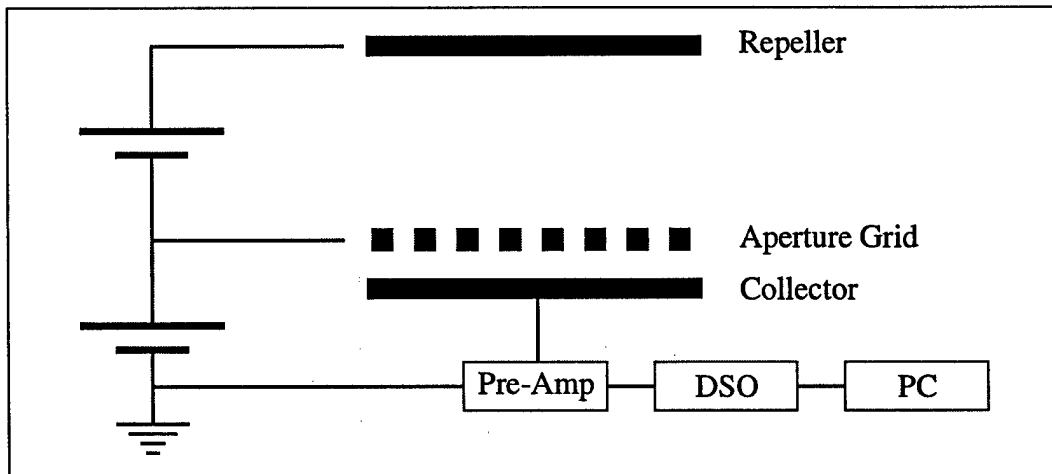 Repeller
Aperture Grid
Collector
Pre-Amp
DSO
PC